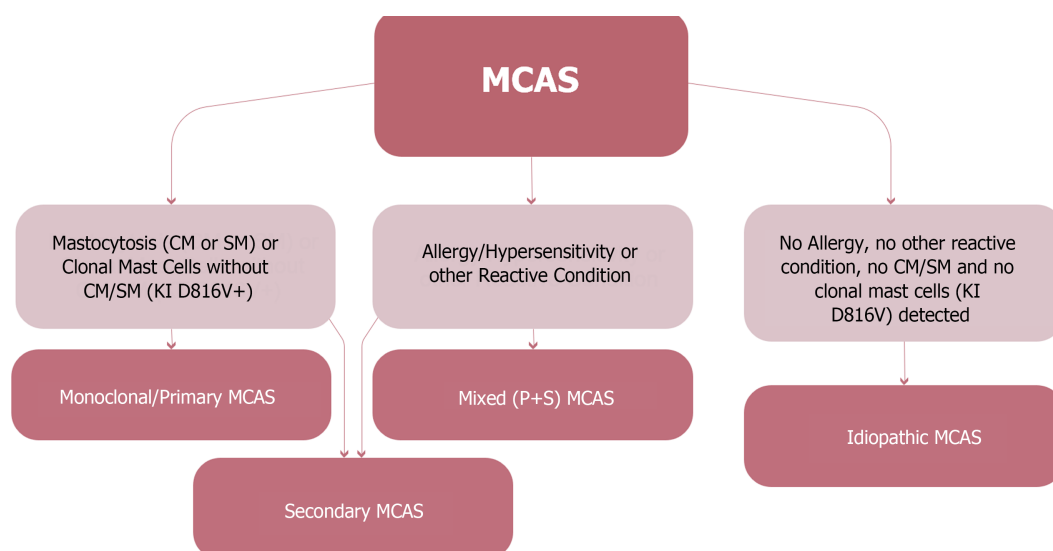 MCAS
Mastocytosis (CM or SM) or
Clonal Mast Cells without
CM/SM (KI D816V+)
Allergy/Hypersensitivity or
other Reactive Condition
No Allergy, no other reactive
condition, no CM/SM and no
clonal mast cells (KI
D816V) detected
Monoclonal/Primary MCAS
Mixed (P+S) MCAS
Idiopathic MCAS
Secondary MCAS